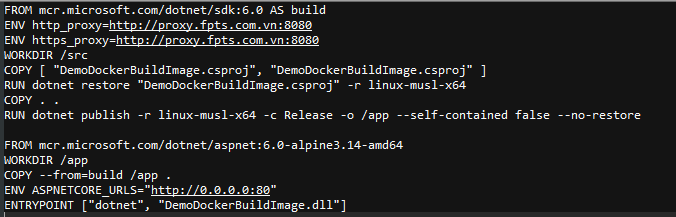 FROM mcr.microsoft.com/dotnet/sdk:6.0 AS build
ENV http_proxy=http://proxy.fpts.com.vn:8080
ENV https_proxy=http://proxy.fpts.com.vn:8080
WORKDIR /src
COPY [ "DemoDockerBuildImage.csproj", "DemoDockerBuildImage.csproj" ]
RUN dotnet restore "DemoDockerBuildImage.csproj" -r linux-musl-x64
COPY . .
RUN dotnet publish -r linux-musl-x64 -c Release -o /app --self-contained false --no-restore
FROM mcr.microsoft.com/dotnet/aspnet:6.0-alpine3.14-amd64
WORKDIR /app
COPY --from=build /app .
ENV ASPNETCORE_URLS="http://0.0.0.0:80"
ENTRYPOINT ["dotnet", "DemoDockerBuildImage.dll"]